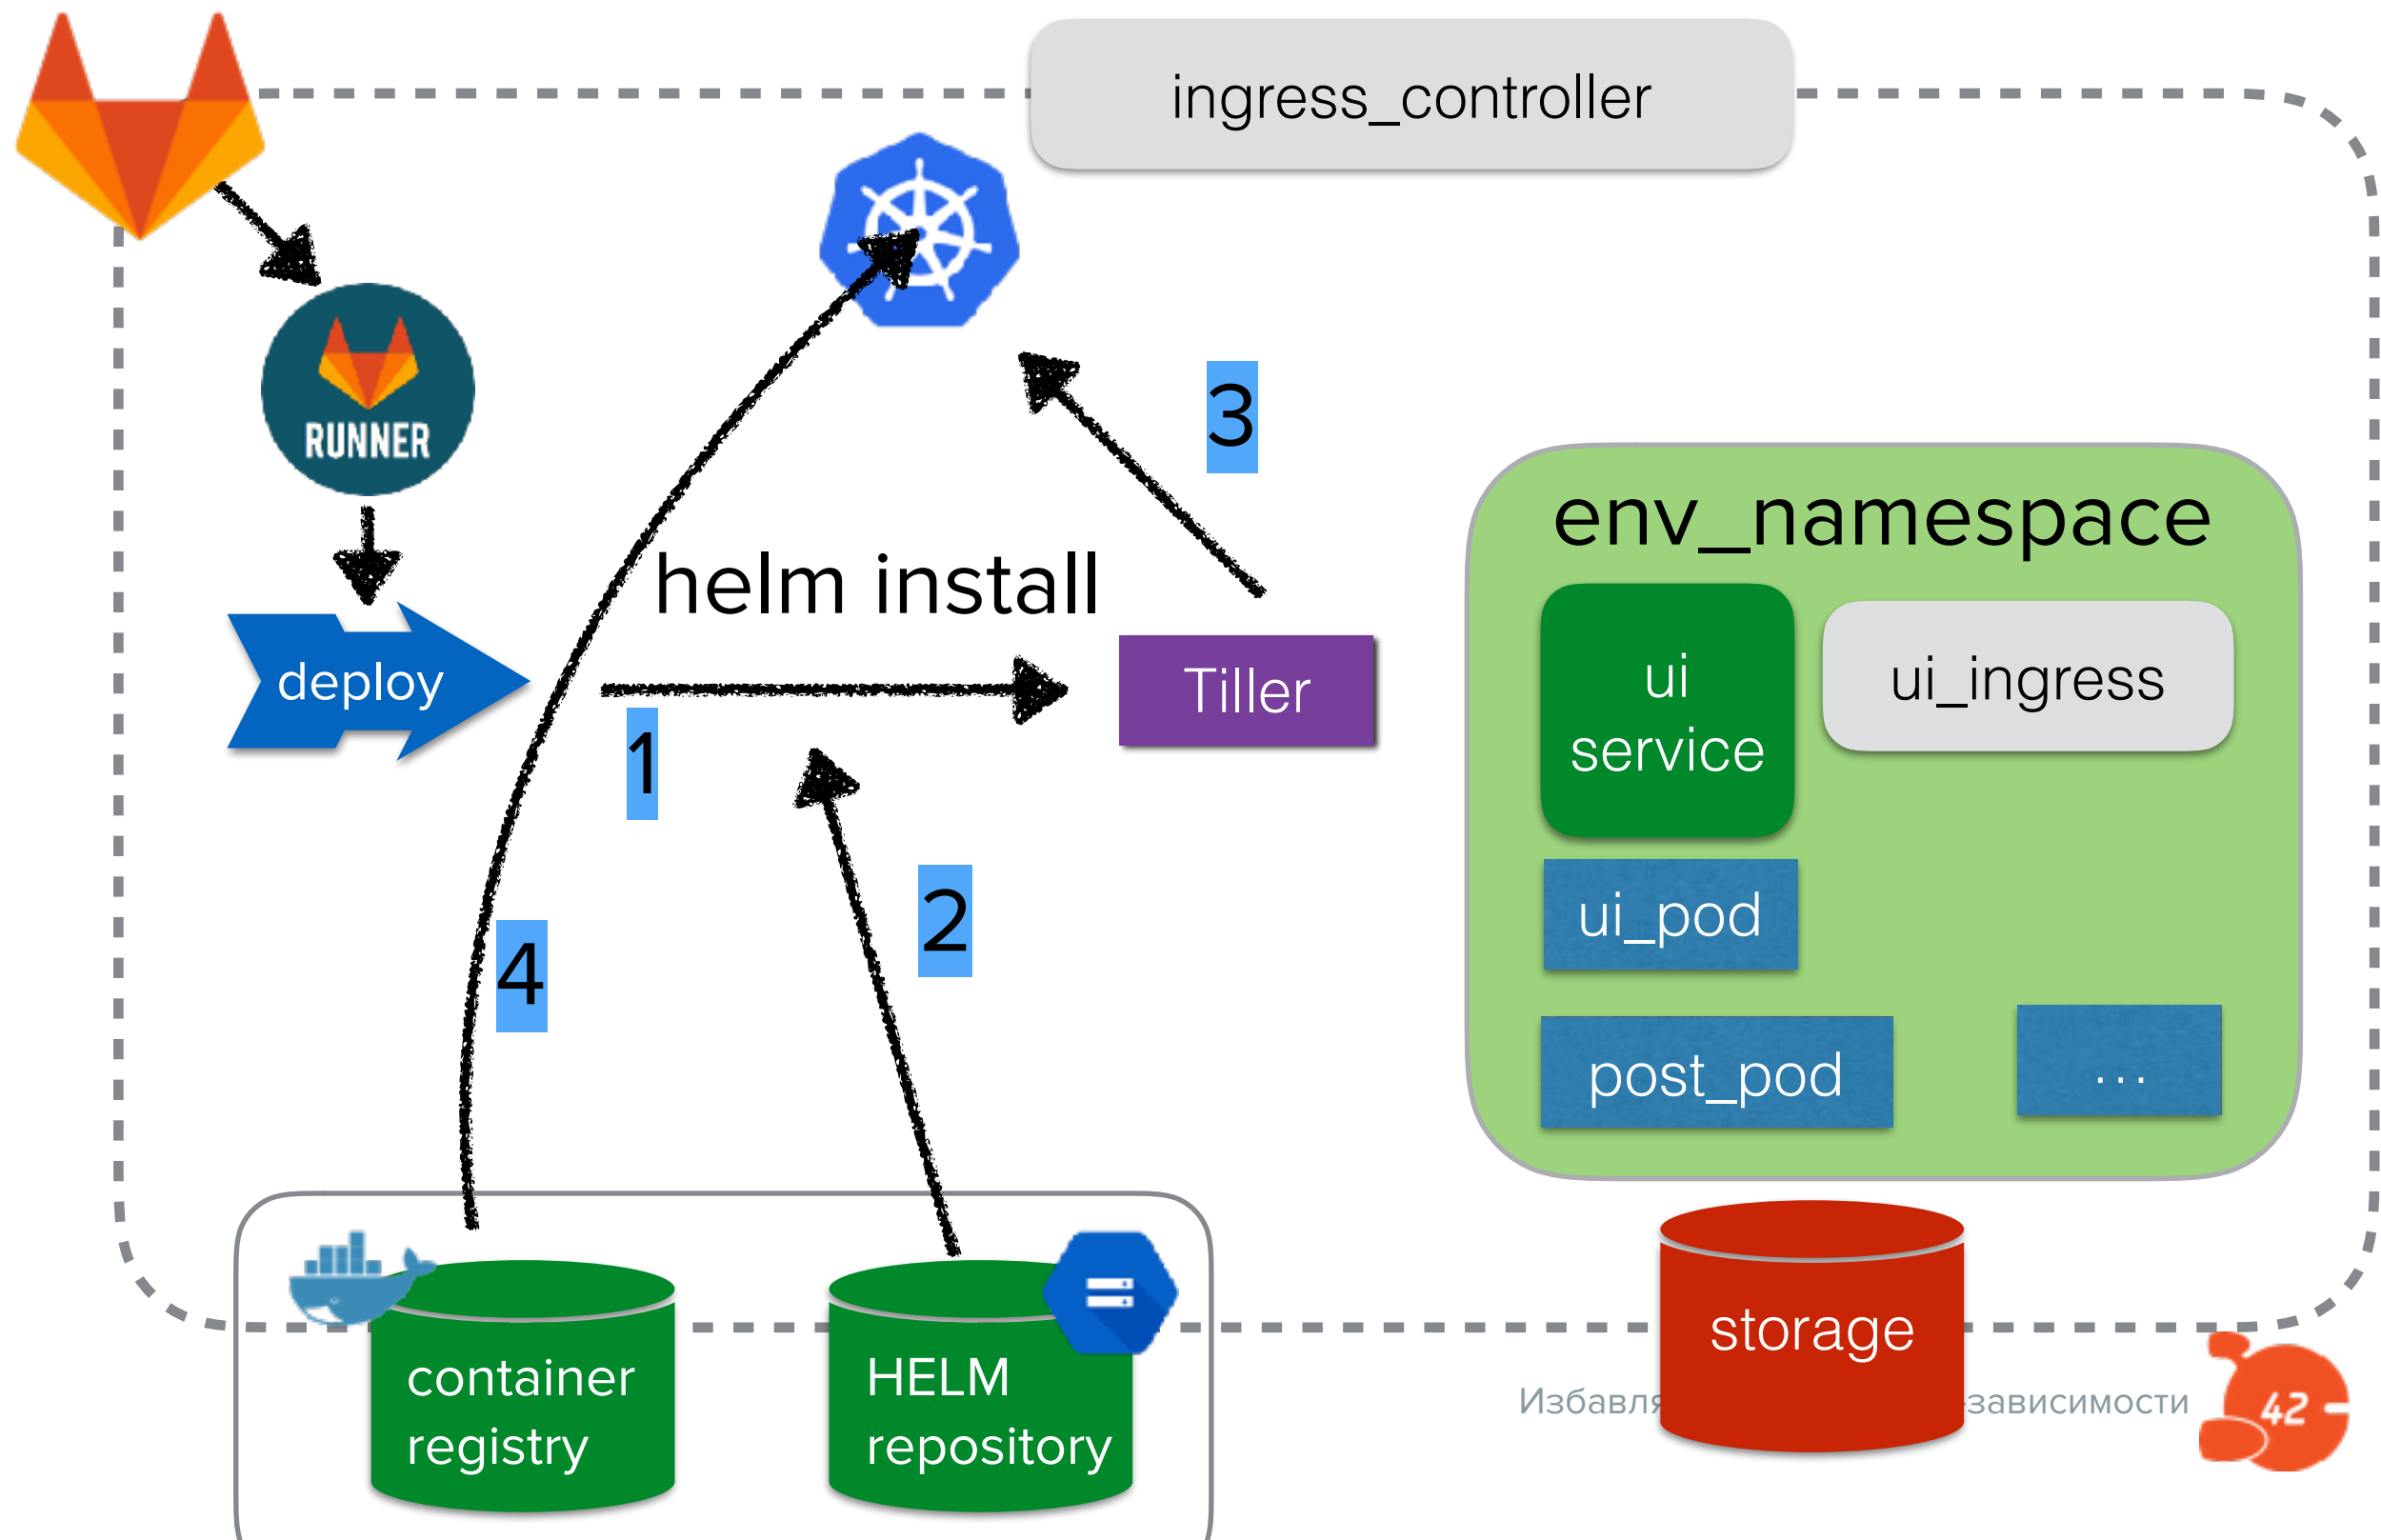 ingress_controller
RUNNER
3
env_namespace
helm install
deploy
Tiller
ui
service
ui_ingress
1
2
ui_pod
4
post_pod
...
container
registry
HELM
repository
storage
зависимости
42